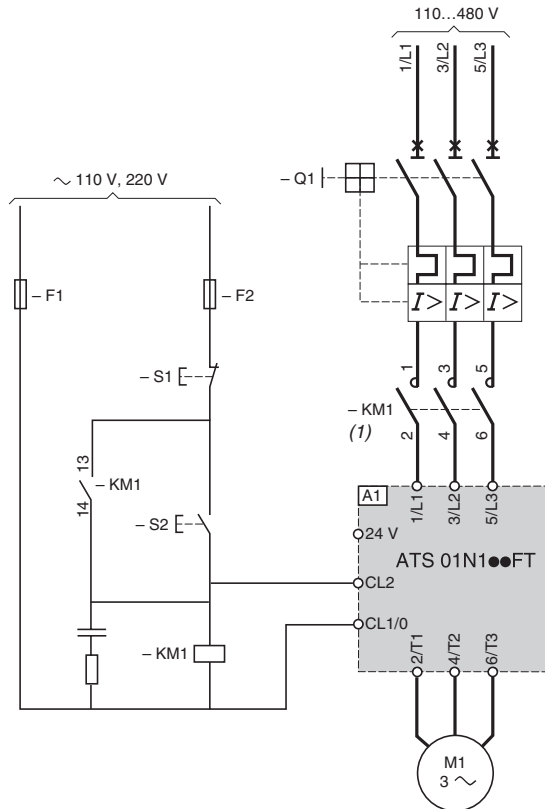 110...480 V
1/L1
3/L2
5/L3
– Q1
I> I> I>
∼ 110 V, 220 V
– F1
– F2
– S1
1
3
5
– KM1
(1)
2
4
6
13
– KM1
14
– S2
A1
1/L1
3/L2
5/L3
24 V
ATS 01N1●●FT
CL2
CL1/0
– KM1
2/T1
4/T2
6/T3
M1
3 ∼